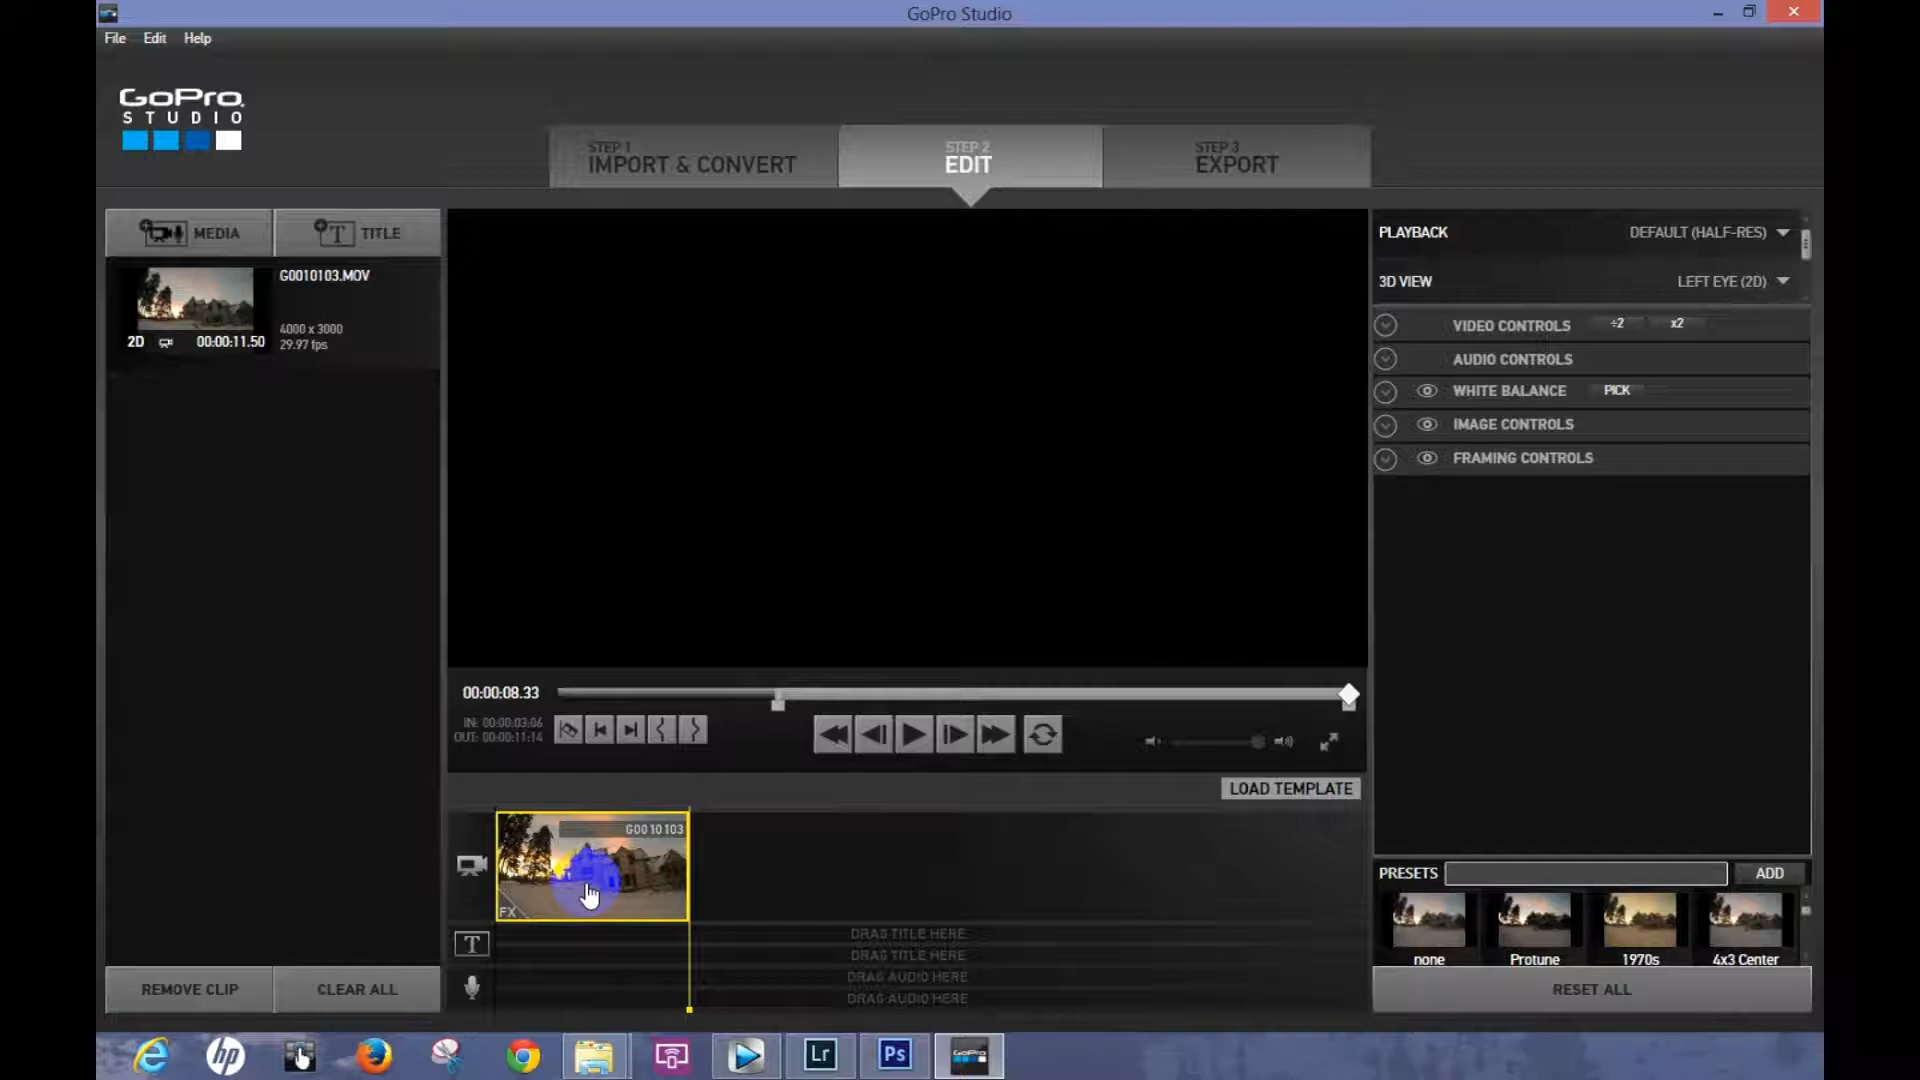 GoPro Studio
File Edit Help
GoPro
STUDIO
STEP 1
IMPORT & CONVERT
STEP 2
EDIT
STEP 3
EXPORT
MEDIA
T TITLE
G0010103.MOV
4000 x 3000
29.97 fps
2D 00:00:11.50
PLAYBACK DEFAULT (HALF-RES)
3D VIEW LEFT EYE (2D)
VIDEO CONTROLS ÷2 x2
AUDIO CONTROLS
WHITE BALANCE PICK
IMAGE CONTROLS
FRAMING CONTROLS
00:00:08.33
IN: 00:00:03:06
OUT: 00:00:11:14
LOAD TEMPLATE
G0010103
FX
T
DRAG TITLE HERE
DRAG TITLE HERE
DRAG AUDIO HERE
DRAG AUDIO HERE
PRESETS ADD
none Protune 1970s 4x3 Center
RESET ALL
REMOVE CLIP CLEAR ALL
hp Lr Ps GoPro